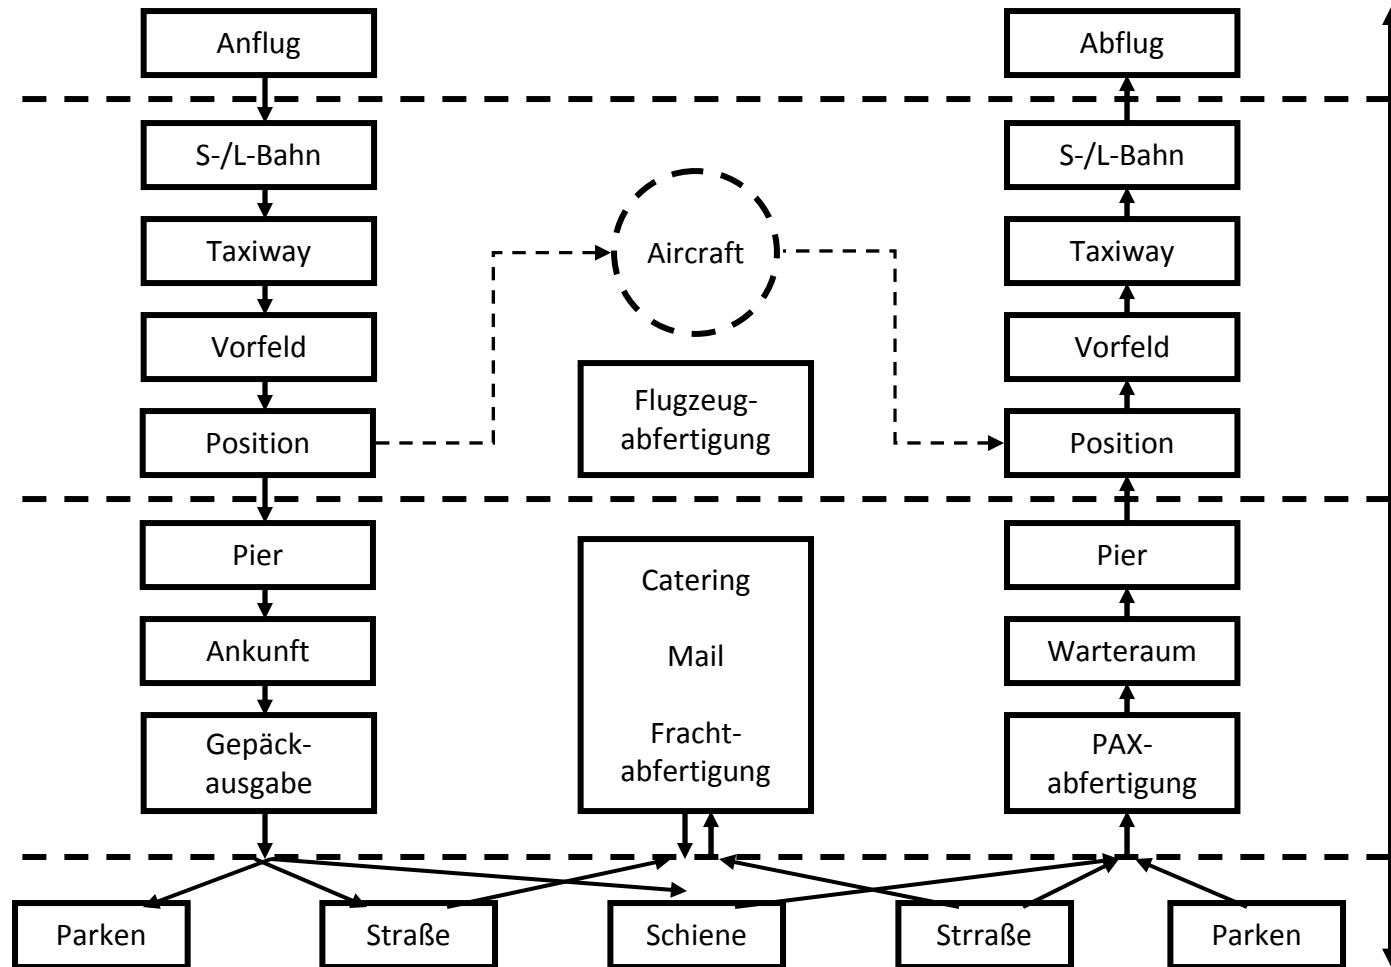 Anflug
Abflug
S-/L-Bahn
S-/L-Bahn
Taxiway
Aircraft
Taxiway
Vorfeld
Vorfeld
Flugzeug-
abfertigung
Position
Position
Pier
Pier
Catering
Mail
Fracht-
abfertigung
Ankunft
Warteraum
Gepäck-
ausgabe
PAX-
abfertigung
Parken
Straße
Schiene
Strraße
Parken